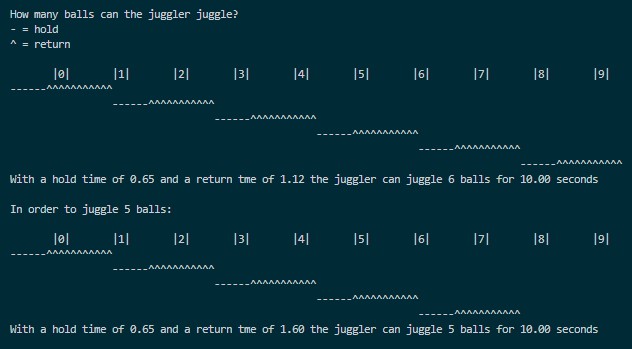 How many balls can the juggler juggle?
- = hold
^ = return
       |0|       |1|       |2|       |3|       |4|       |5|       |6|       |7|       |8|       |9|
------^^^^^^^^^^^
                 ------^^^^^^^^^^^
                                  ------^^^^^^^^^^^
                                                   ------^^^^^^^^^^^
                                                                    ------^^^^^^^^^^^
                                                                                     ------^^^^^^^^^^^
With a hold time of 0.65 and a return tme of 1.12 the juggler can juggle 6 balls for 10.00 seconds
In order to juggle 5 balls:
       |0|       |1|       |2|       |3|       |4|       |5|       |6|       |7|       |8|       |9|
------^^^^^^^^^^^
                 ------^^^^^^^^^^^
                                  ------^^^^^^^^^^^
                                                   ------^^^^^^^^^^^
                                                                    ------^^^^^^^^^^^
With a hold time of 0.65 and a return tme of 1.60 the juggler can juggle 5 balls for 10.00 seconds